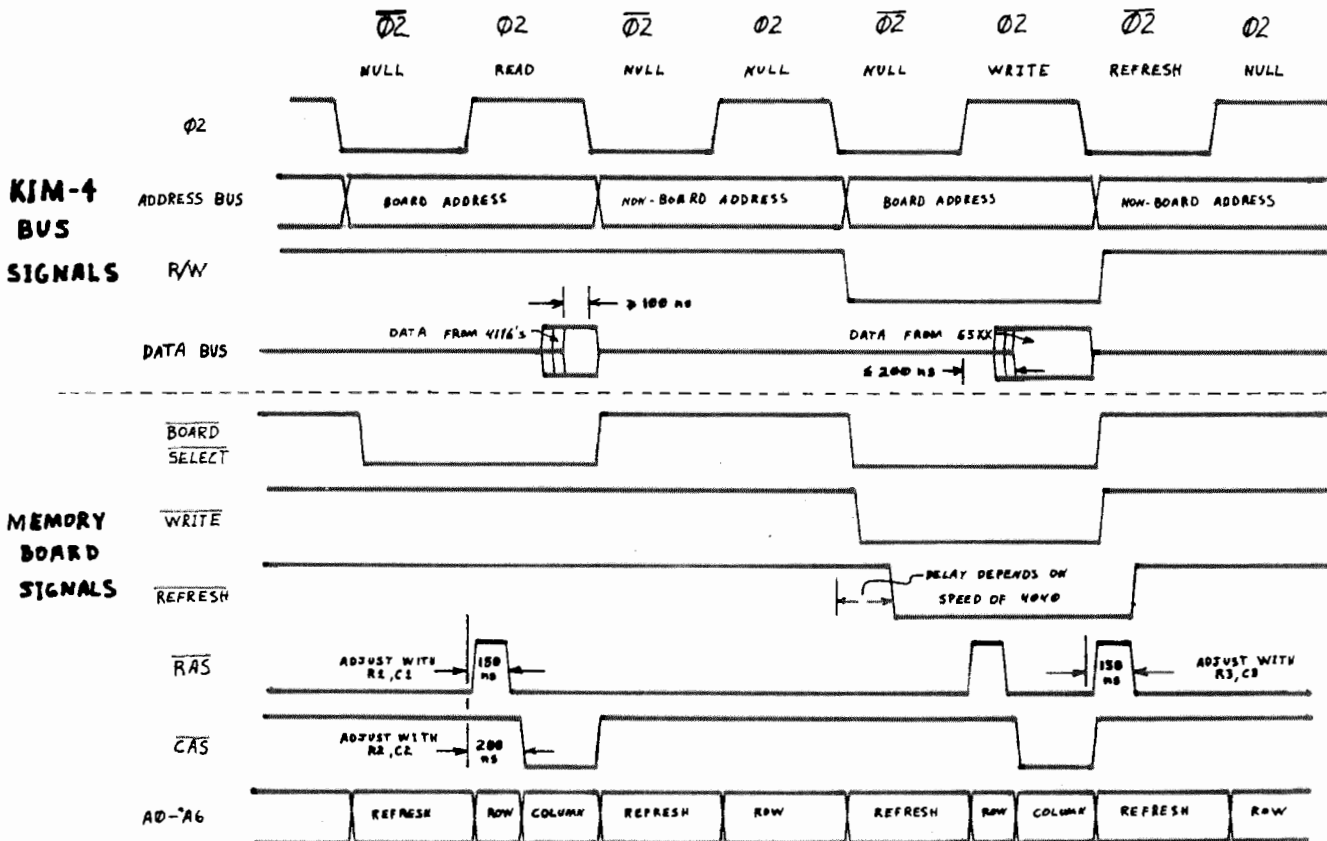 Φ2 Φ2 Φ2 Φ2 Φ2 Φ2 Φ2 Φ2
NULL READ NULL NULL NULL WRITE REFRESH NULL
Φ2
KIM-4
BUS
SIGNALS
ADDRESS BUS
BOARD ADDRESS NON-BOARD ADDRESS BOARD ADDRESS NON-BOARD ADDRESS
R/W
≥ 100 ns
DATA BUS
DATA FROM 4116's DATA FROM 65XX
≤ 200 ns
BOARD
SELECT
MEMORY
BOARD
SIGNALS
WRITE
REFRESH
DELAY DEPENDS ON
SPEED OF 4040
RAS
ADJUST WITH
R1, C1
150
ns
150
ns
ADJUST WITH
R3, C3
CAS
ADJUST WITH
R2, C2
200
ns
A0-A6
REFRESH ROW COLUMN REFRESH ROW REFRESH ROW COLUMN REFRESH ROW